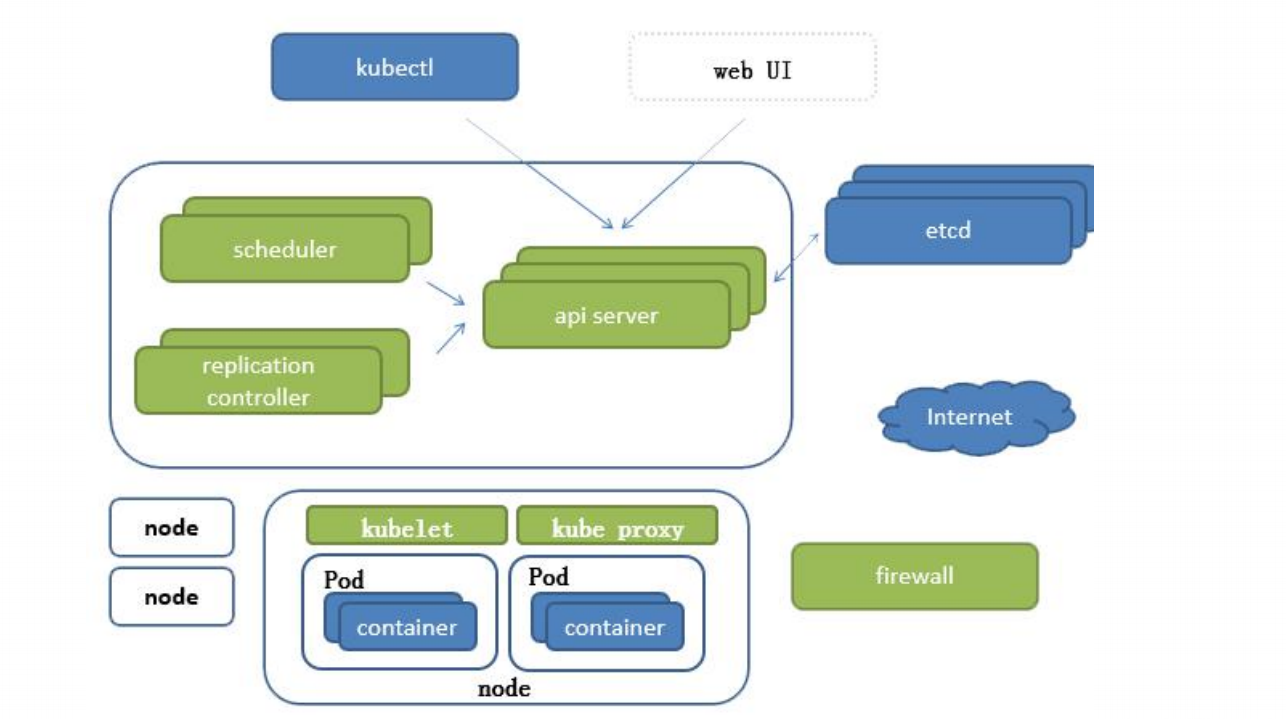 kubectl
web UI
scheduler
etcd
api server
replication
controller
Internet
node
node
kubelet
kube proxy
Pod
container
Pod
container
node
firewall